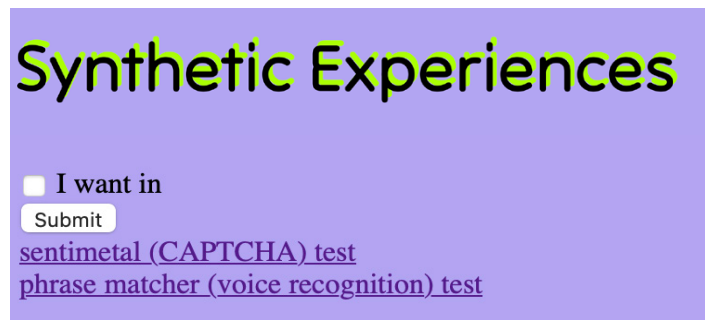 Synthetic Experiences
I want in
Submit
sentimetal (CAPTCHA) test
phrase matcher (voice recognition) test